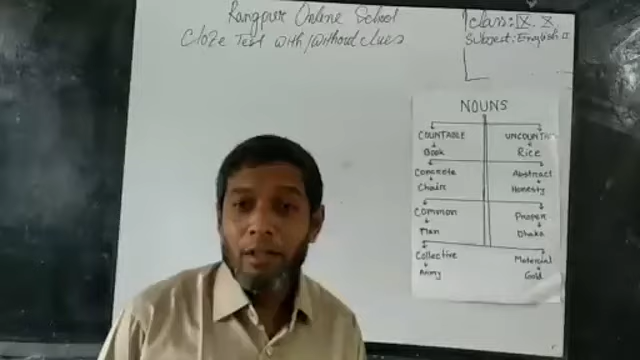 Rangpur Online School
Cloze Test with/without clues
Class: IX. X
Subject: English II
NOUNS
COUNTABLE UNCOUNTA
Book Rice
Concrete Abstract
Chair Honesty
Common Proper
Man Dhaka
Collective Material
Army Gold